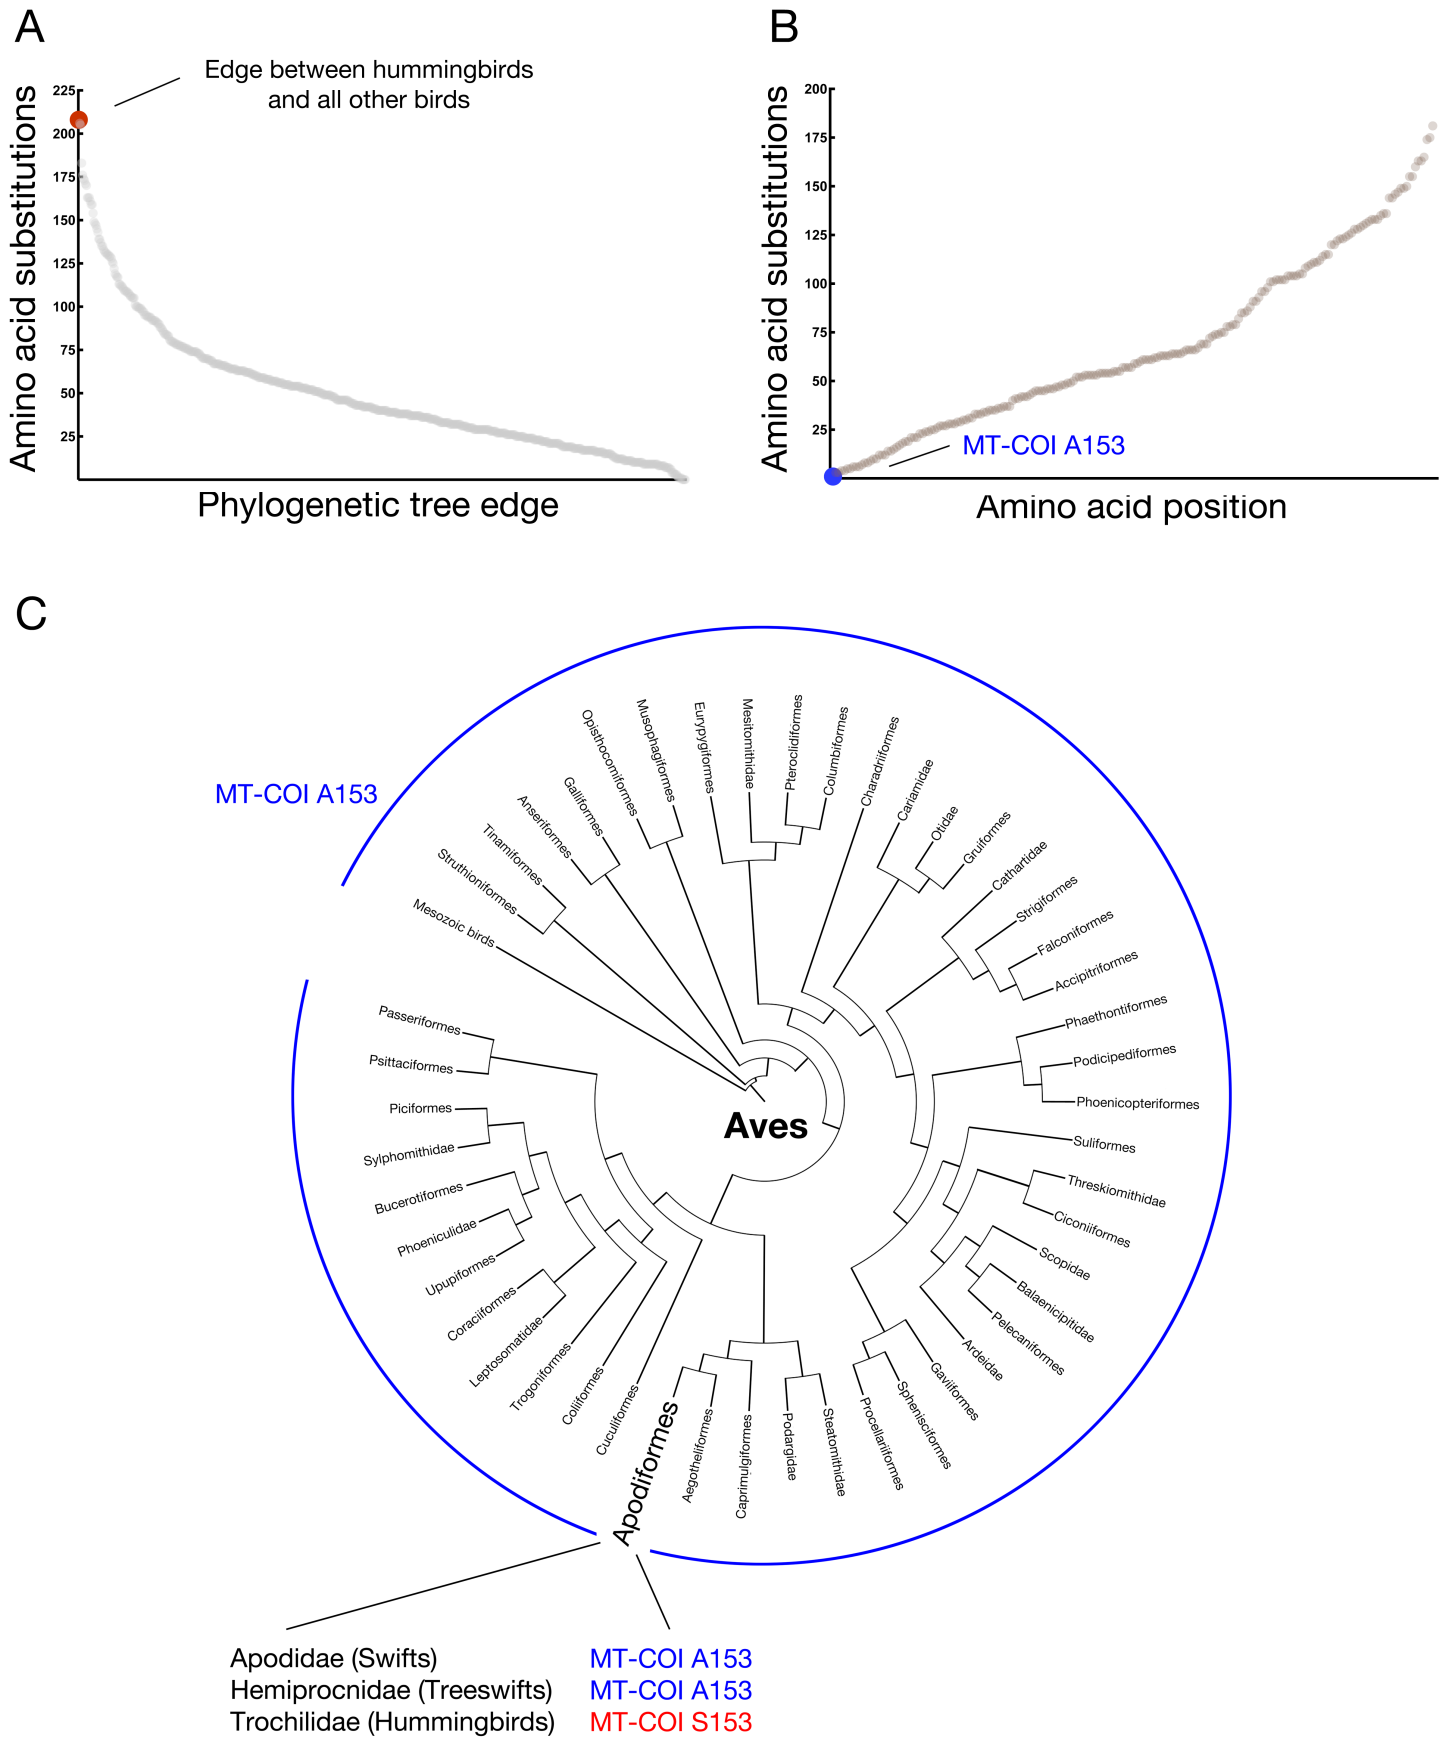 A
Edge between hummingbirds
and all other birds
Amino acid substitutions
225
200
175
150
125
100
75
50
25
Phylogenetic tree edge
B
Amino acid substitutions
200
175
150
125
100
75
50
25
MT-COI A153
Amino acid position
C
MT-COI A153
Mesozoic birds
Struthioniformes
Tinamiformes
Anseriformes
Galliformes
Opisthocomiformes
Musophagiformes
Eurypygiformes
Mesitornithidae
Pteroclidiformes
Columbiformes
Charadriiformes
Cariamidae
Otidae
Gruiformes
Cathartidae
Strigiformes
Falconiformes
Accipitriformes
Phaethontiformes
Podicipediformes
Phoenicopteriformes
Suliformes
Threskiornithidae
Ciconiiformes
Scopidae
Balaenicipitidae
Pelecaniformes
Ardeidae
Gaviiformes
Sphenisciformes
Procellariiformes
Steatornithidae
Podargidae
Caprimulgiformes
Aegotheliformes
Apodiformes
Cuculiformes
Coliiformes
Trogoniformes
Leptosomatidae
Coraciiformes
Upupiformes
Phoeniculidae
Bucerotiformes
Sylphornithidae
Piciformes
Psittaciformes
Passeriformes
Aves
Apodidae (Swifts) MT-COI A153
Hemiprocnidae (Treeswifts) MT-COI A153
Trochilidae (Hummingbirds) MT-COI S153